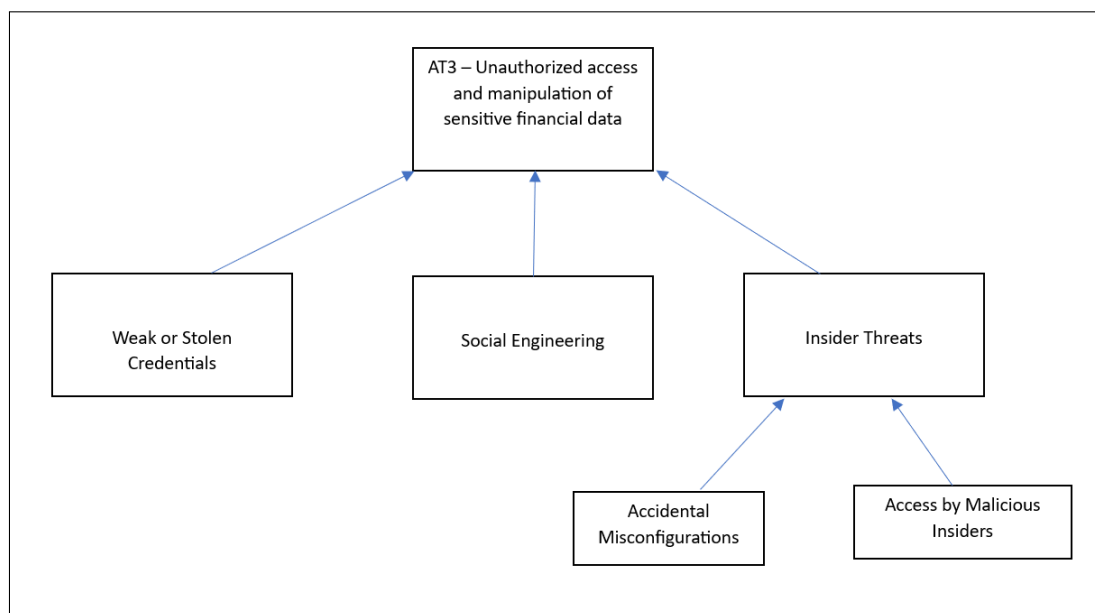 AT3 – Unauthorized access
and manipulation of
sensitive financial data
Weak or Stolen
Credentials
Social Engineering
Insider Threats
Accidental
Misconfigurations
Access by Malicious
Insiders